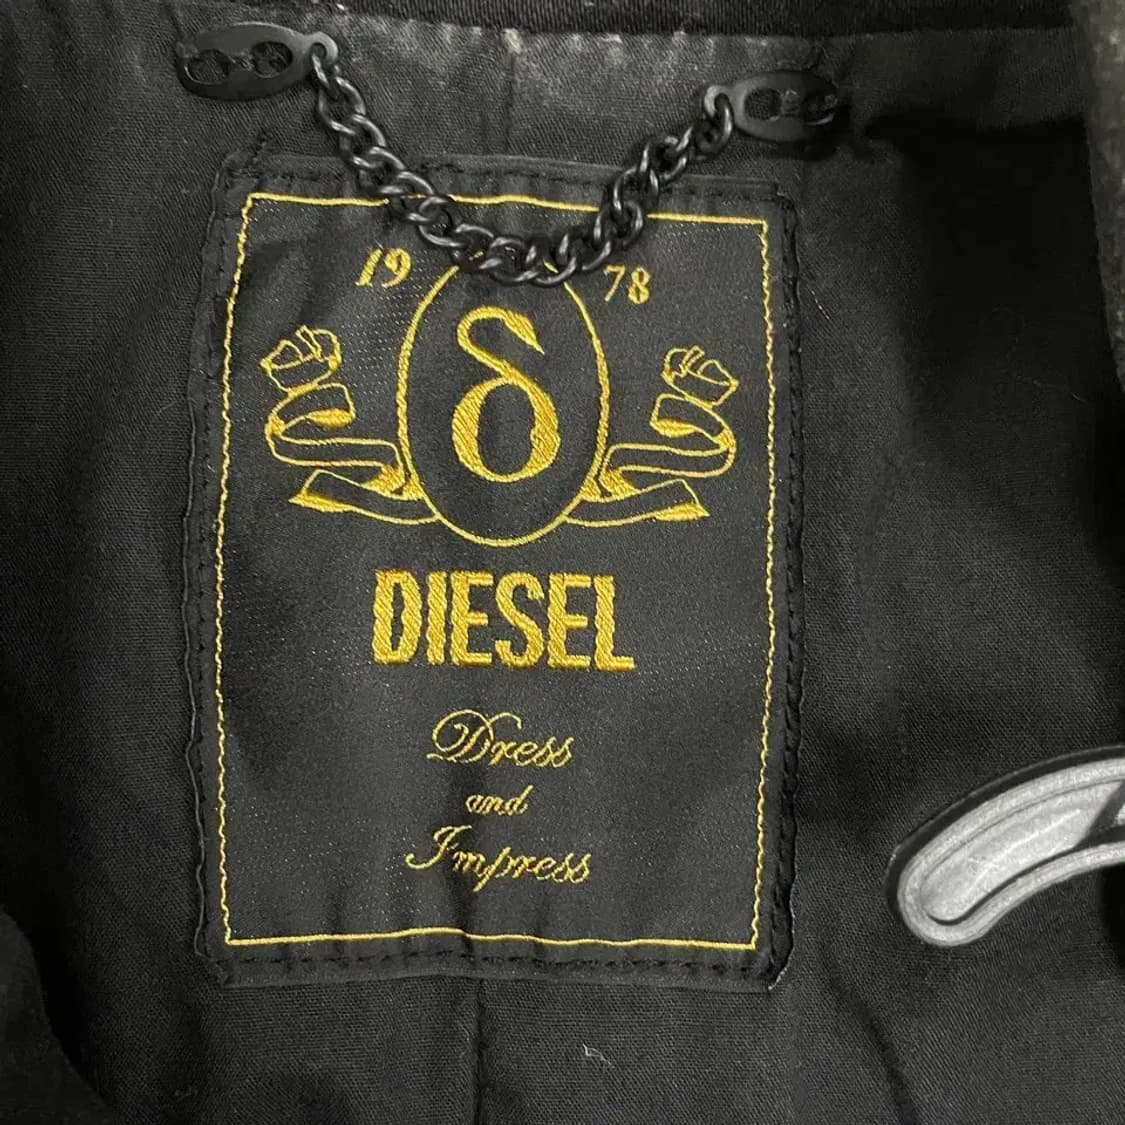 19 78
δ
DIESEL
Dress
and
Impress